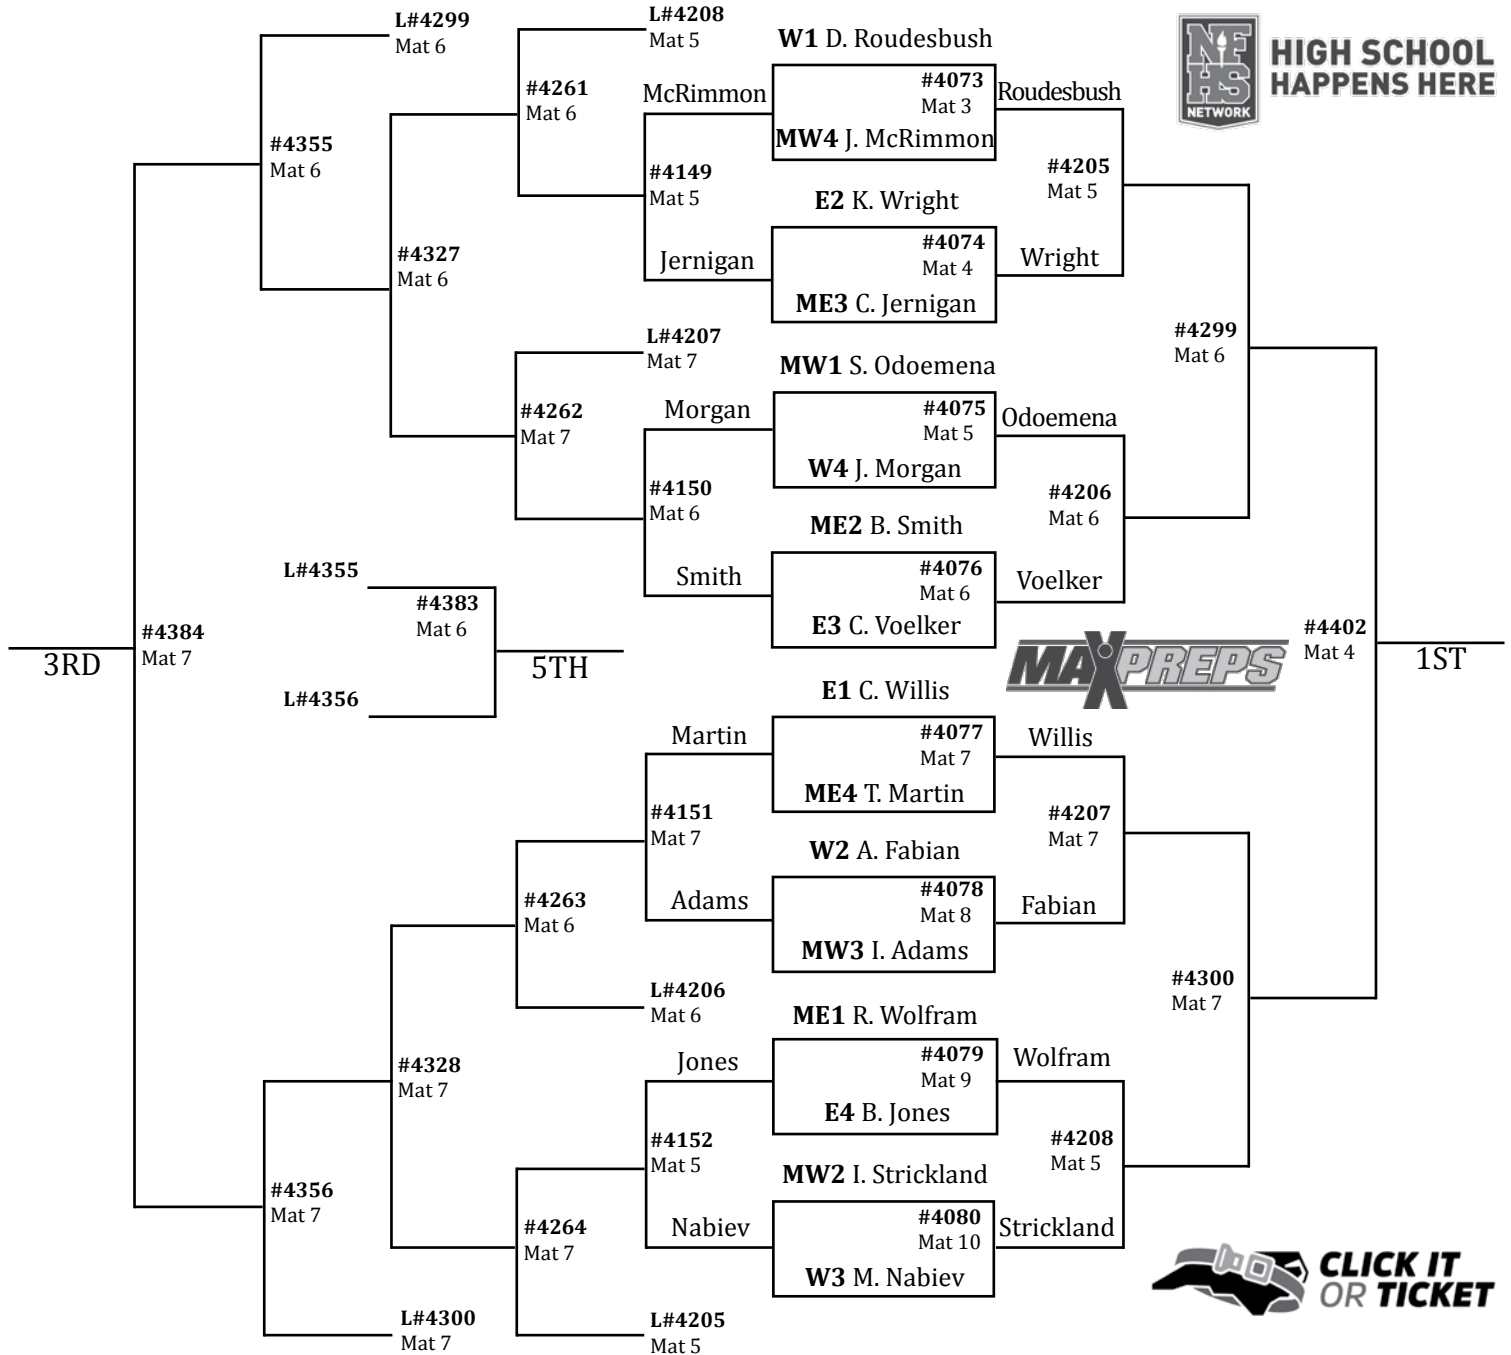 L#4299
Mat 6
L#4208
Mat 5
W1 D. Roudesbush
NF
HS
NETWORK
HIGH SCHOOL
HAPPENS HERE
#4261
Mat 6
McRimmon
#4073
Mat 3
Roudesbush
MW4 J. McRimmon
#4355
Mat 6
#4149
Mat 5
#4205
Mat 5
E2 K. Wright
#4327
Mat 6
Jernigan
#4074
Mat 4
Wright
ME3 C. Jernigan
L#4207
Mat 7
#4299
Mat 6
MW1 S. Odoemena
#4262
Mat 7
Morgan
#4075
Mat 5
Odoemena
W4 J. Morgan
#4150
Mat 6
#4206
Mat 6
ME2 B. Smith
L#4355
Smith
#4076
Mat 6
Voelker
#4383
Mat 6
E3 C. Voelker
#4384
Mat 7
3RD
5TH
MAXPREPS
#4402
Mat 4
1ST
L#4356
E1 C. Willis
Martin
#4077
Mat 7
Willis
ME4 T. Martin
#4151
Mat 7
#4207
Mat 7
W2 A. Fabian
#4263
Mat 6
Adams
#4078
Mat 8
Fabian
MW3 I. Adams
L#4206
Mat 6
#4300
Mat 7
ME1 R. Wolfram
#4328
Mat 7
Jones
#4079
Mat 9
Wolfram
E4 B. Jones
#4152
Mat 5
#4208
Mat 5
MW2 I. Strickland
#4356
Mat 7
#4264
Mat 7
Nabiev
#4080
Mat 10
Strickland
W3 M. Nabiev
CLICK IT
OR TICKET
L#4300
Mat 7
L#4205
Mat 5